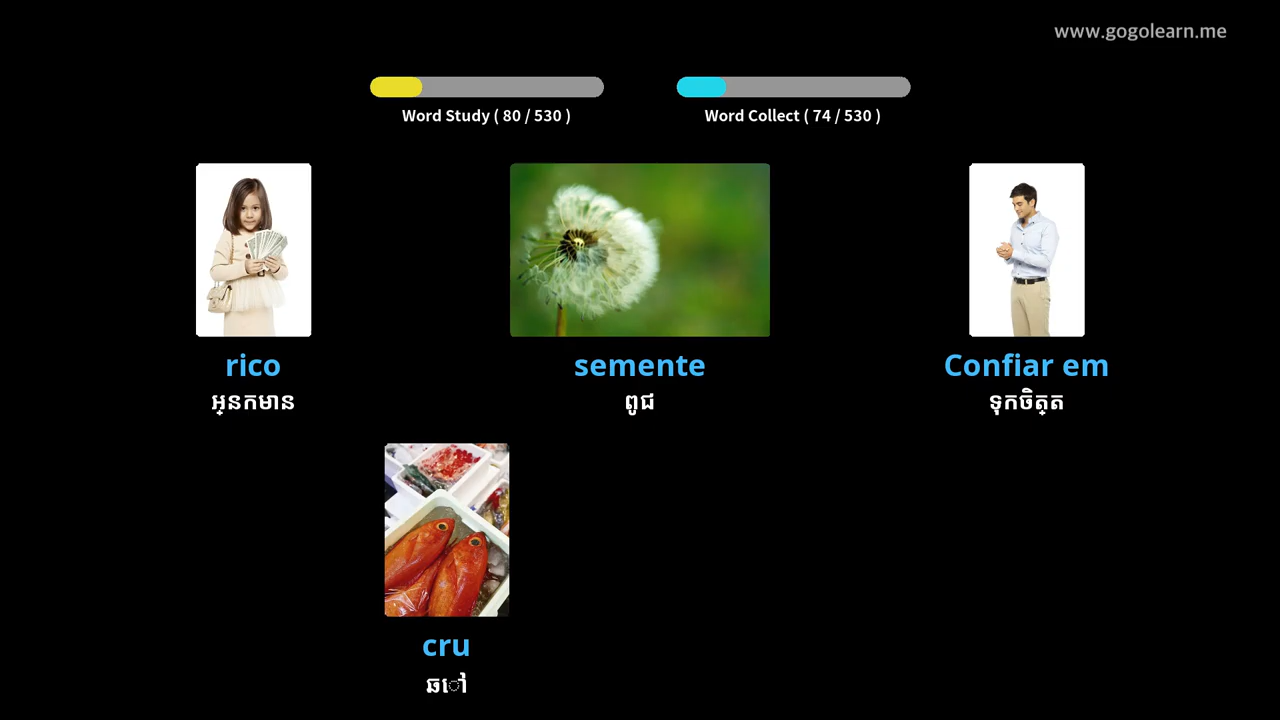 www.gogolearn.me
Word Study ( 80 / 530 )
Word Collect ( 74 / 530 )
rico
អ្នកមាន
semente
ពូជ
Confiar em
ទុកចិត្ត
cru
ឆៅ